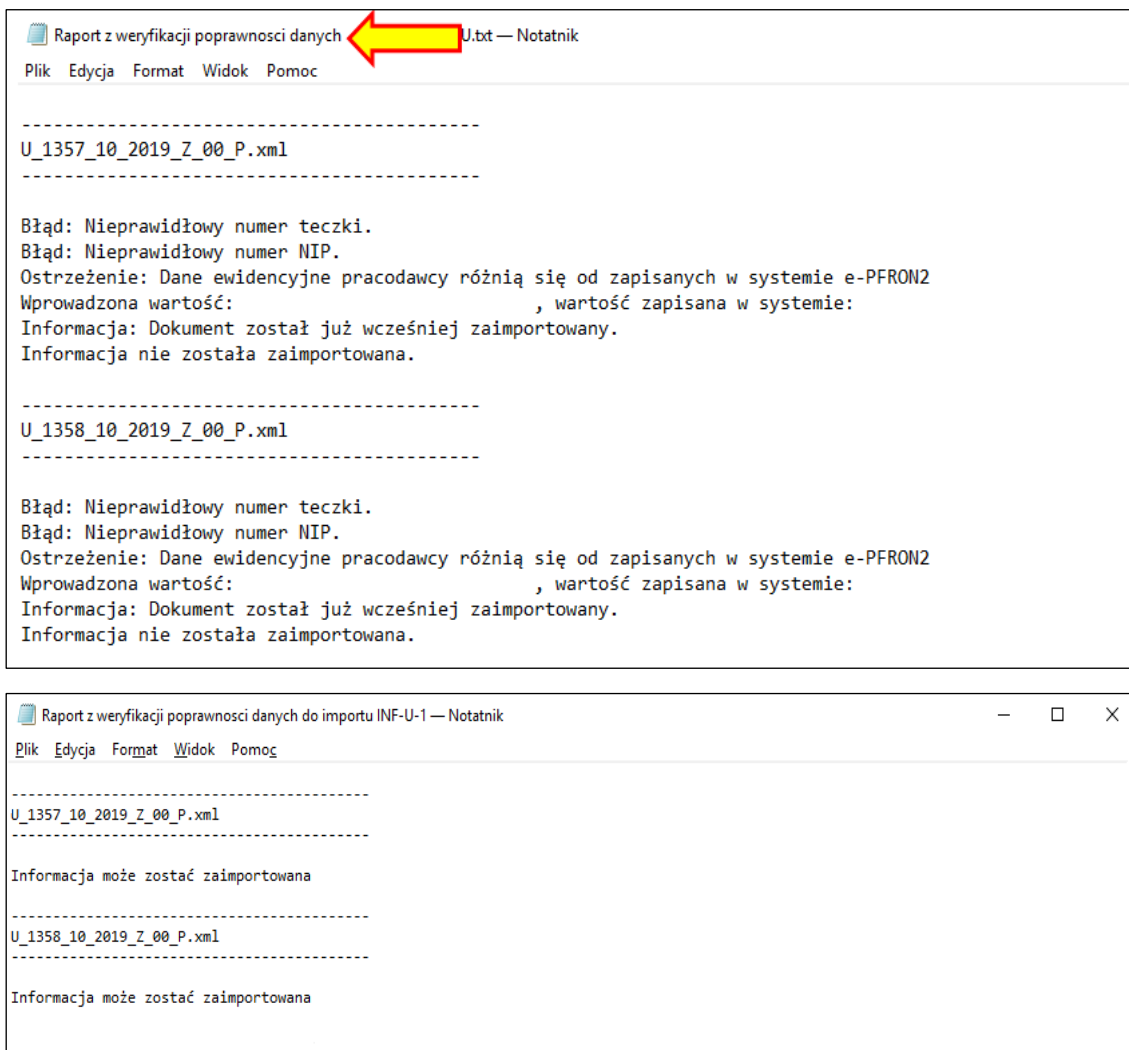 Raport z weryfikacji poprawnosci danych U.txt — Notatnik
Plik Edycja Format Widok Pomoc
-------------------------------------------
U_1357_10_2019_Z_00_P.xml
-------------------------------------------
Błąd: Nieprawidłowy numer teczki.
Błąd: Nieprawidłowy numer NIP.
Ostrzeżenie: Dane ewidencyjne pracodawcy różnią się od zapisanych w systemie e-PFRON2
Wprowadzona wartość: , wartość zapisana w systemie:
Informacja: Dokument został już wcześniej zaimportowany.
Informacja nie została zaimportowana.
-------------------------------------------
U_1358_10_2019_Z_00_P.xml
-------------------------------------------
Błąd: Nieprawidłowy numer teczki.
Błąd: Nieprawidłowy numer NIP.
Ostrzeżenie: Dane ewidencyjne pracodawcy różnią się od zapisanych w systemie e-PFRON2
Wprowadzona wartość: , wartość zapisana w systemie:
Informacja: Dokument został już wcześniej zaimportowany.
Informacja nie została zaimportowana.
Raport z weryfikacji poprawnosci danych do importu INF-U-1 — Notatnik
Plik Edycja Format Widok Pomoc
-------------------------------------------
U_1357_10_2019_Z_00_P.xml
-------------------------------------------
Informacja może zostać zaimportowana
-------------------------------------------
U_1358_10_2019_Z_00_P.xml
-------------------------------------------
Informacja może zostać zaimportowana